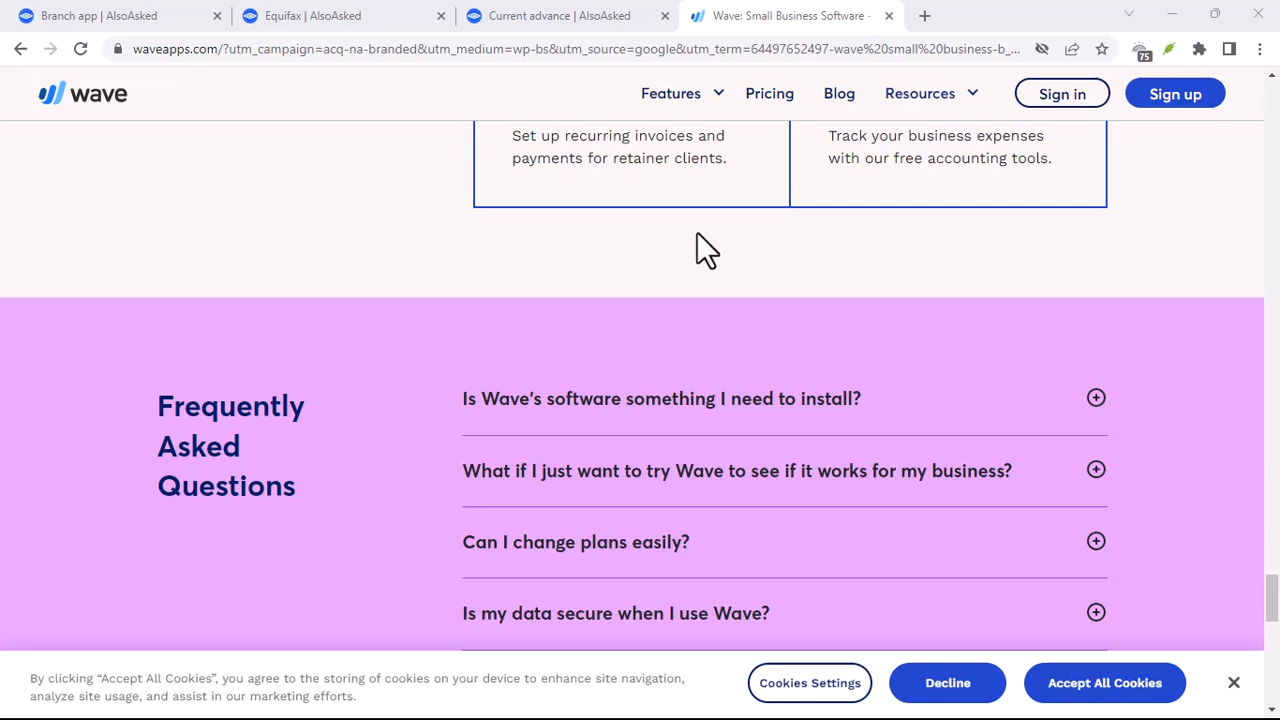 Branch app | AlsoAsked
Equifax | AlsoAsked
Current advance | AlsoAsked
Wave: Small Business Software -
waveapps.com/?utm_campaign=acq-na-branded&utm_medium=wp-bs&utm_source=google&utm_term=64497652497-wave%20small%20business-b_...
75
wave
Features
Pricing
Blog
Resources
Sign in
Sign up
Set up recurring invoices and
payments for retainer clients.
Track your business expenses
with our free accounting tools.
Frequently
Asked
Questions
Is Wave's software something I need to install?
What if I just want to try Wave to see if it works for my business?
Can I change plans easily?
Is my data secure when I use Wave?
By clicking “Accept All Cookies”, you agree to the storing of cookies on your device to enhance site navigation,
analyze site usage, and assist in our marketing efforts.
Cookies Settings
Decline
Accept All Cookies